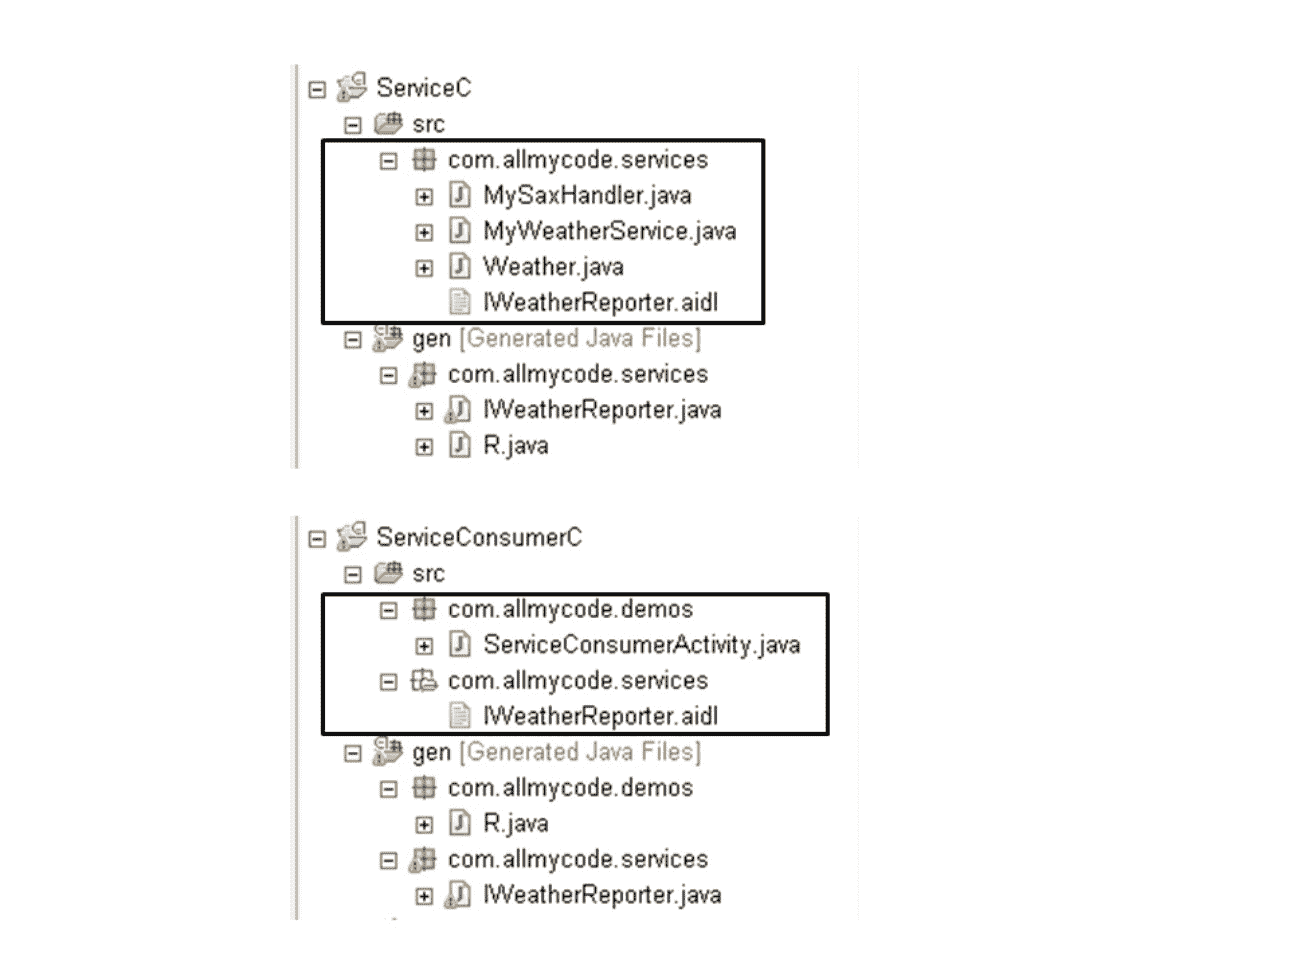 ServiceC
src
com.allmycode.services
MySaxHandler.java
MyWeatherService.java
Weather.java
IWeatherReporter.aidl
gen [Generated Java Files]
com.allmycode.services
IWeatherReporter.java
R.java
ServiceConsumerC
src
com.allmycode.demos
ServiceConsumerActivity.java
com.allmycode.services
IWeatherReporter.aidl
gen [Generated Java Files]
com.allmycode.demos
R.java
com.allmycode.services
IWeatherReporter.java